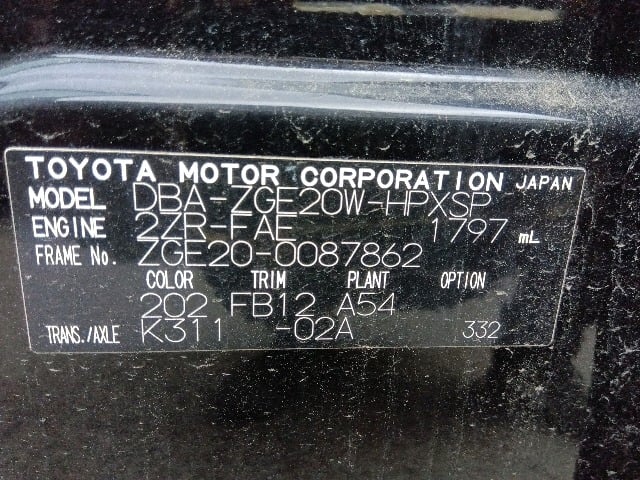 TOYOTA MOTOR CORPORATION JAPAN
MODEL DBA-ZGE20W-HPXSP
ENGINE 2ZR-FAE 1797 mL
FRAME No. ZGE20-0087862
COLOR TRIM PLANT OPTION
202 FB12 A54
TRANS./AXLE K311 -02A 332